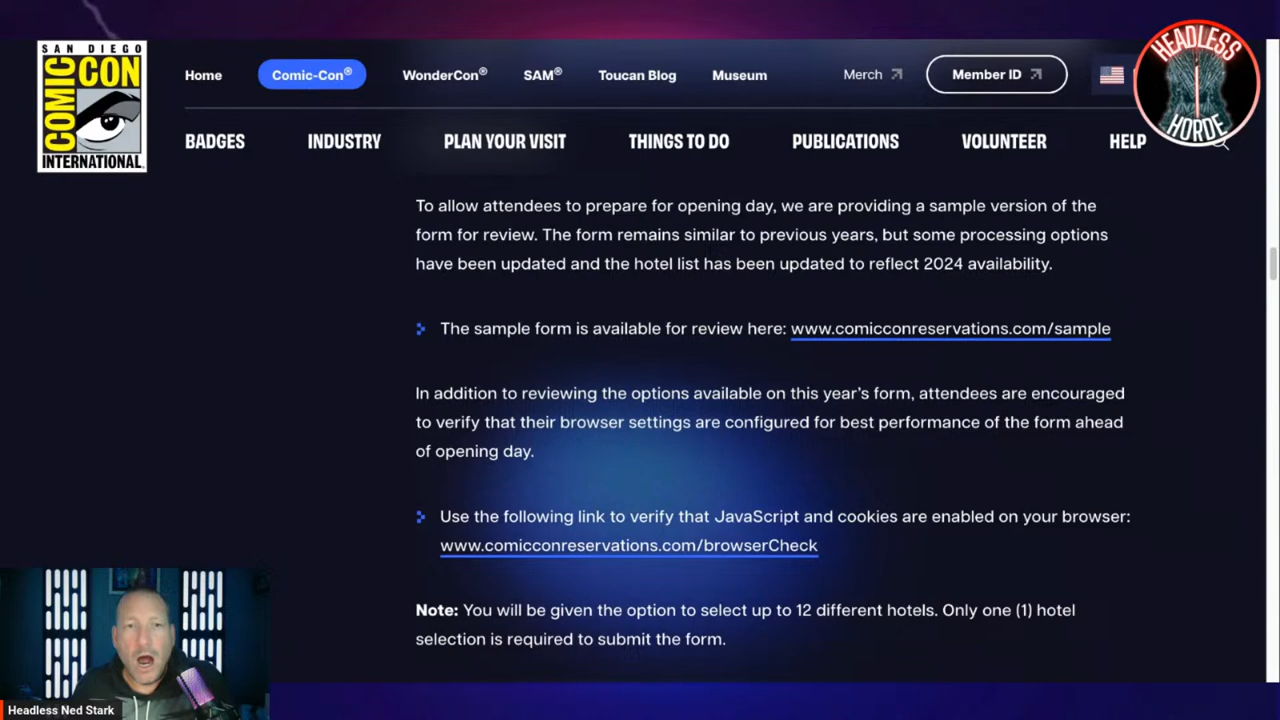 SAN DIEGO
COMIC CON
INTERNATIONAL
Home
Comic-Con®
WonderCon®
SAM®
Toucan Blog
Museum
Merch
Member ID
HEADLESS
HORDE
BADGES
INDUSTRY
PLAN YOUR VISIT
THINGS TO DO
PUBLICATIONS
VOLUNTEER
HELP
To allow attendees to prepare for opening day, we are providing a sample version of the
form for review. The form remains similar to previous years, but some processing options
have been updated and the hotel list has been updated to reflect 2024 availability.
The sample form is available for review here: www.comicconreservations.com/sample
In addition to reviewing the options available on this year’s form, attendees are encouraged
to verify that their browser settings are configured for best performance of the form ahead
of opening day.
Use the following link to verify that JavaScript and cookies are enabled on your browser:
www.comicconreservations.com/browserCheck
Note: You will be given the option to select up to 12 different hotels. Only one (1) hotel
selection is required to submit the form.
Headless Ned Stark